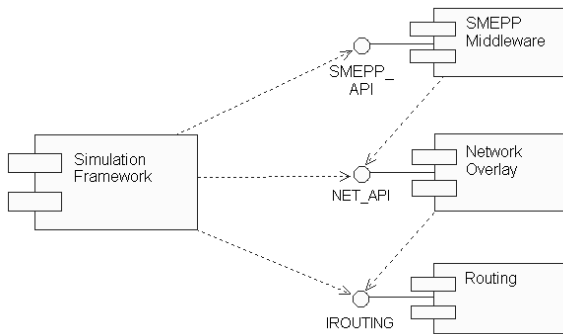 SMEPP
Middleware
SMEPP_
API
Simulation
Framework
Network
Overlay
NET_API
Routing
IROUTING